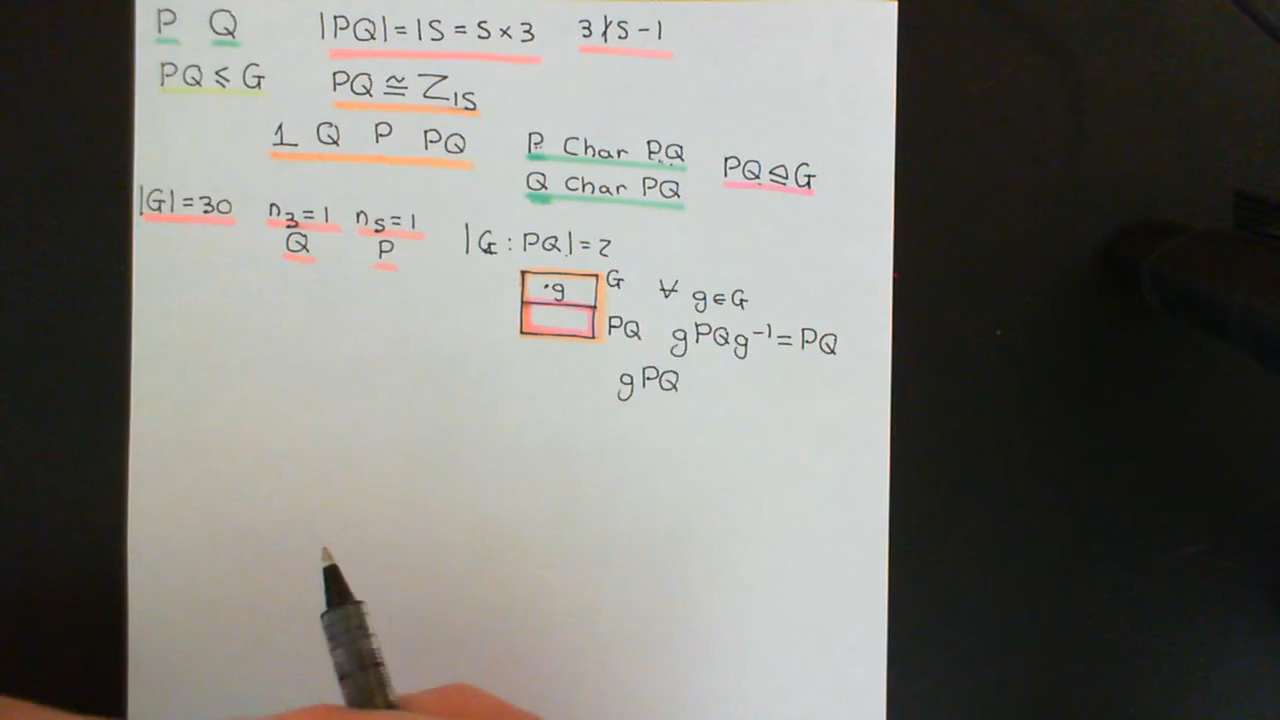 P Q |PQ| = 15 = 5 × 3 3 ∤ 5 - 1
PQ ≤ G PQ ≅ Z₁₅
1 Q P PQ
P Char PQ
Q Char PQ
PQ ⊴ G
|G| = 30 n₃ = 1 n₅ = 1
Q P
|G : PQ| = 2
·g G ∀ g ∈ G
PQ gPQg⁻¹ = PQ
gPQ